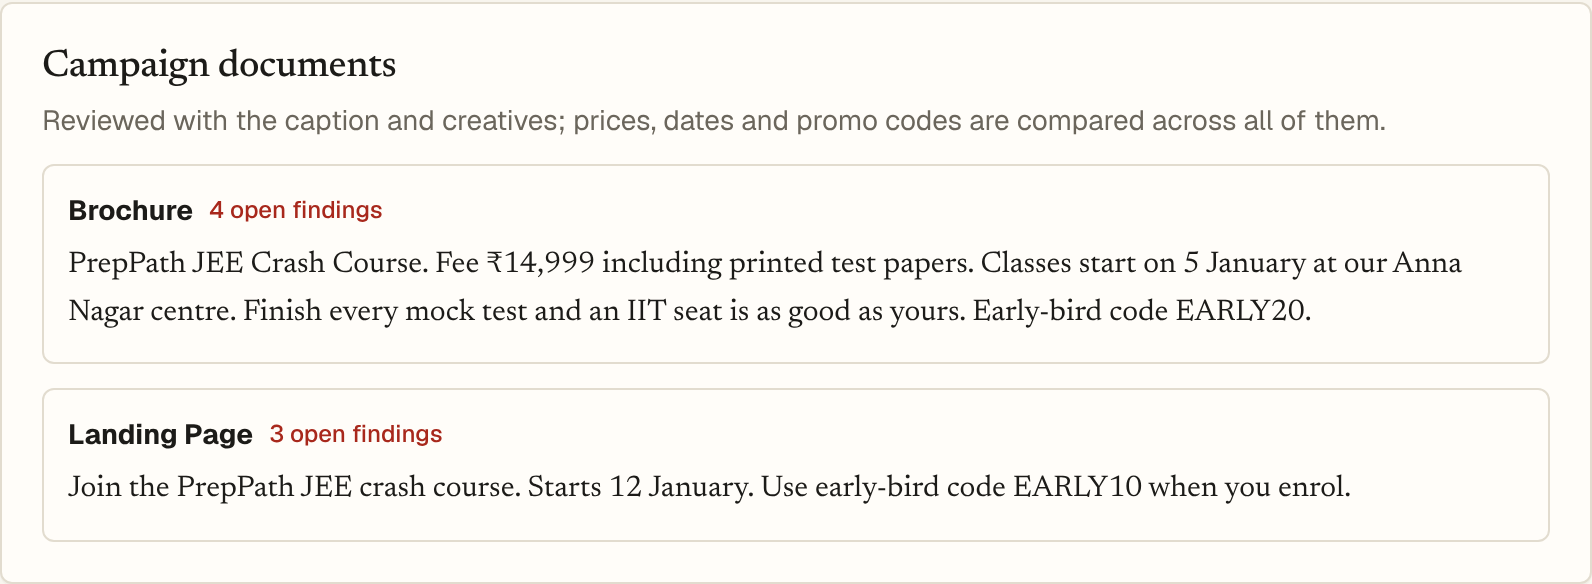 Campaign documents
Reviewed with the caption and creatives; prices, dates and promo codes are compared across all of them.
Brochure 4 open findings
PrepPath JEE Crash Course. Fee ₹14,999 including printed test papers. Classes start on 5 January at our Anna
Nagar centre. Finish every mock test and an IIT seat is as good as yours. Early-bird code EARLY20.
Landing Page 3 open findings
Join the PrepPath JEE crash course. Starts 12 January. Use early-bird code EARLY10 when you enrol.